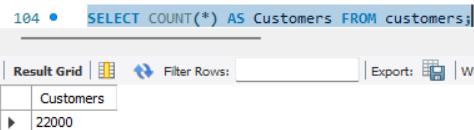 104 SELECT COUNT(*) AS Customers FROM customers;
Result Grid Filter Rows: Export: W
Customers
22000